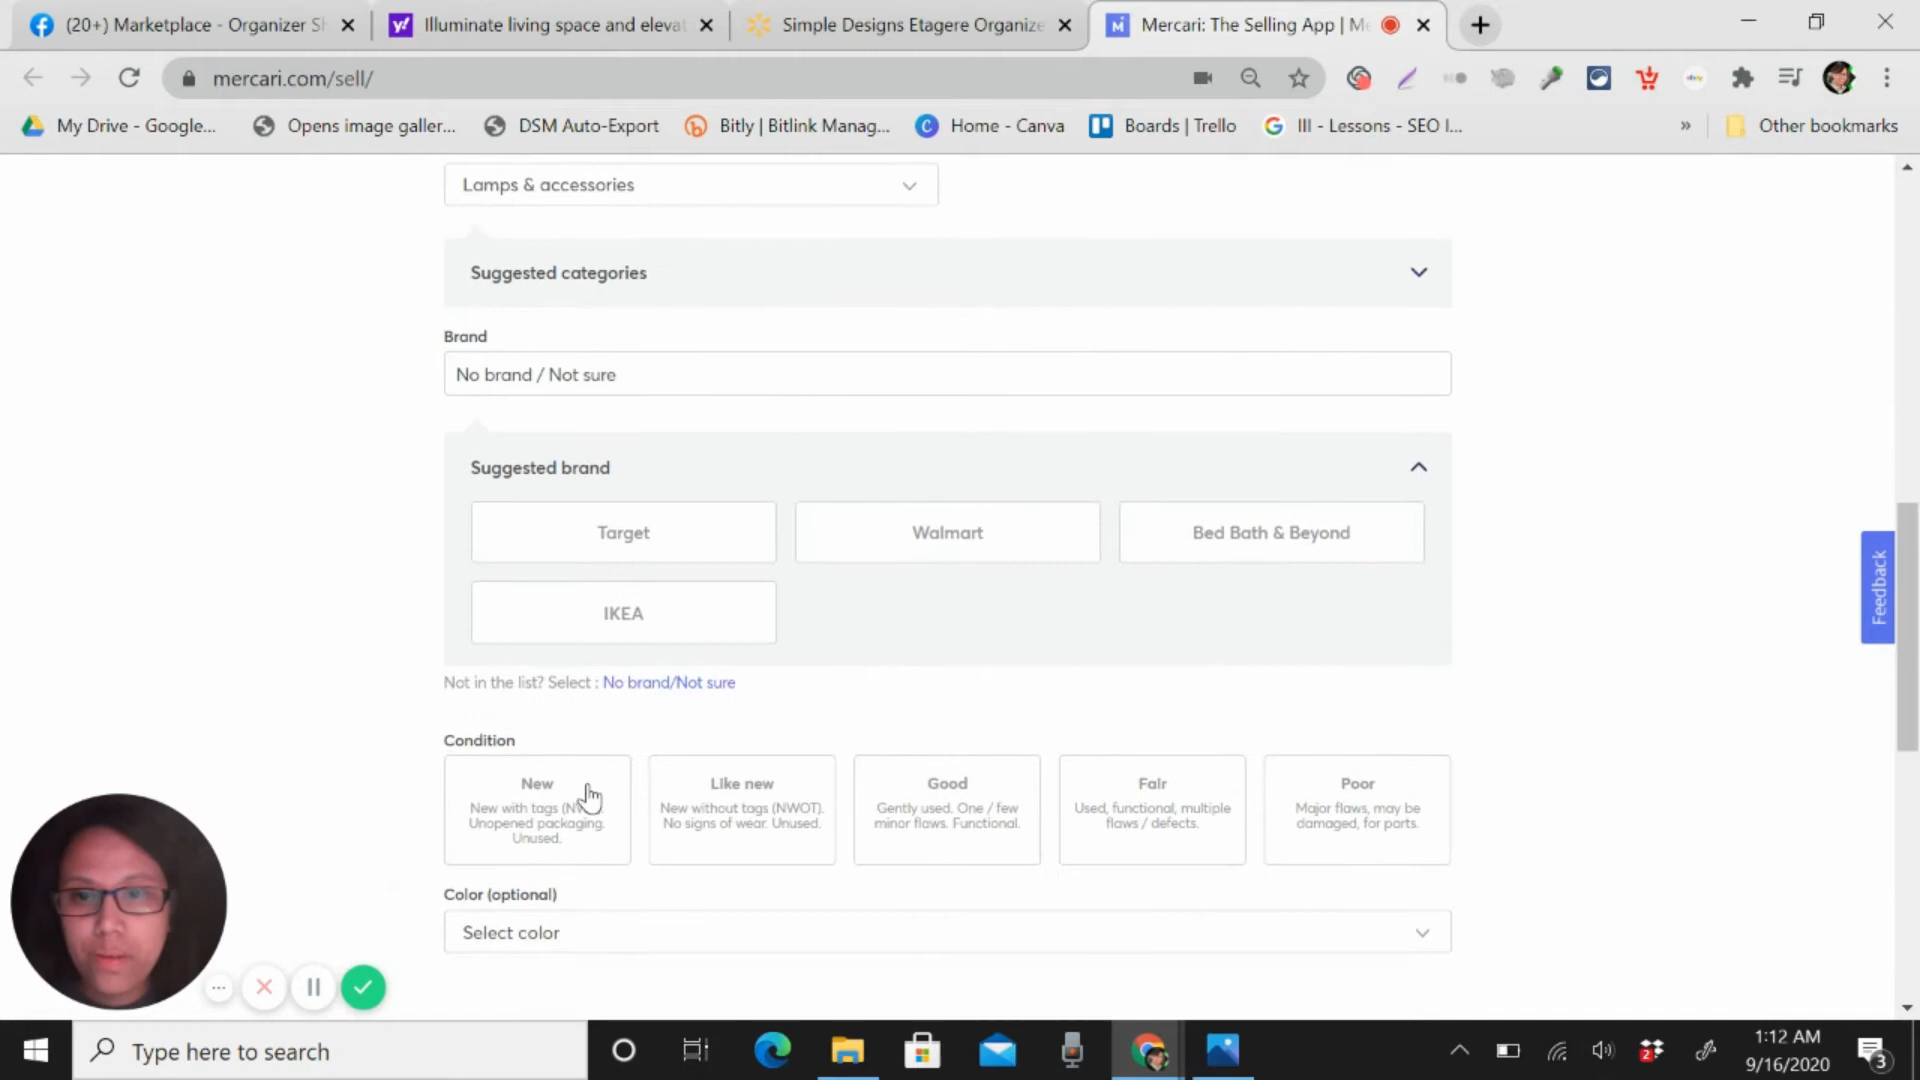 (20+) Marketplace - Organizer Sh
Illuminate living space and elevat
Simple Designs Etagere Organize
Mercari: The Selling App | Me
mercari.com/sell/
My Drive - Google...
Opens image galler...
DSM Auto-Export
Bitly | Bitlink Manag...
Home - Canva
Boards | Trello
III - Lessons - SEO I...
»
Other bookmarks
Lamps & accessories
Suggested categories
Brand
No brand / Not sure
Suggested brand
Target
Walmart
Bed Bath & Beyond
IKEA
Not in the list? Select : No brand/Not sure
Condition
New
New with tags (NW
Unopened packaging.
Unused.
Like new
New without tags (NWOT).
No signs of wear. Unused.
Good
Gently used. One / few
minor flaws. Functional.
Fair
Used, functional, multiple
flaws / defects.
Poor
Major flaws, may be
damaged, for parts.
Color (optional)
Select color
Feedback
Type here to search
2
1:12 AM
9/16/2020
3